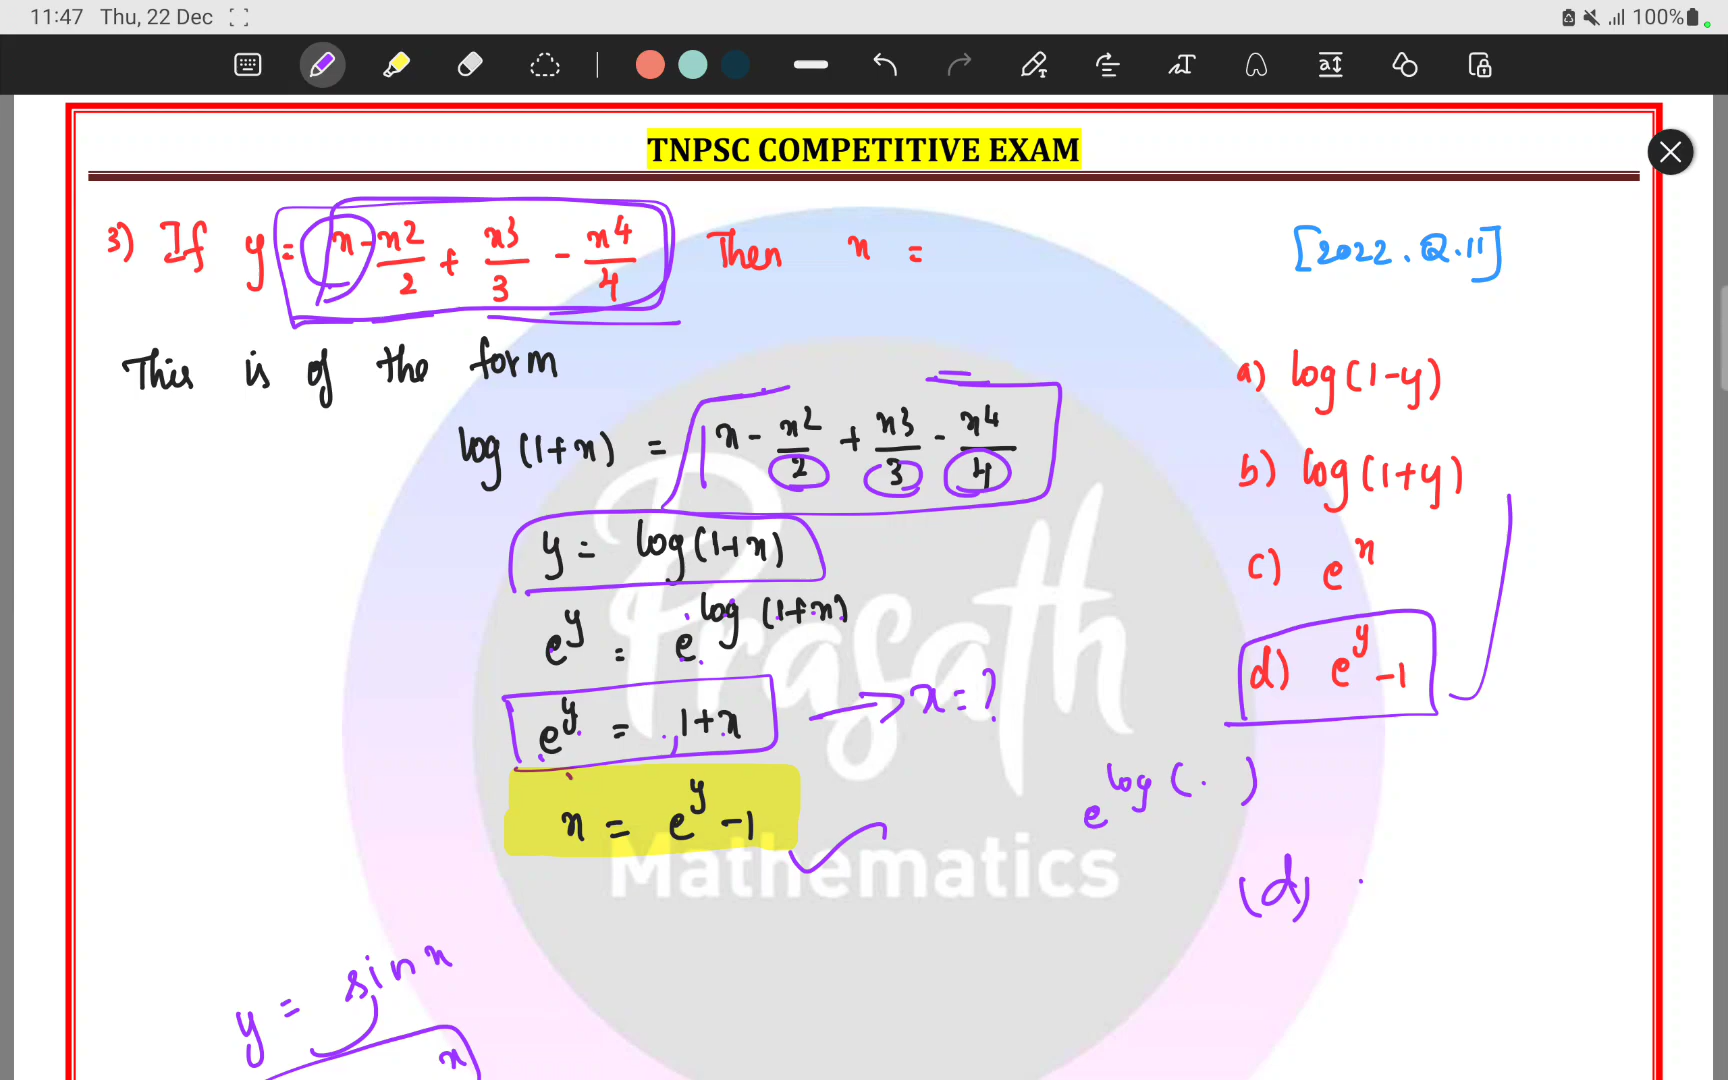 11:47 Thu, 22 Dec
100%
TNPSC COMPETITIVE EXAM
3) If y = x - x²/2 + x³/3 - x⁴/4 Then x =
[2022. Q.11]
This is of the form
log (1+x) = x - x²/2 + x³/3 - x⁴/4
y = log(1+x)
e^y = e^log (1+x)
e^y = 1+x → x = ?
x = e^y - 1
a) log(1-y)
b) log(1+y)
c) e^x
d) e^y - 1
e^log (. )
(d)
y = sin x
x
Prasath
Mathematics